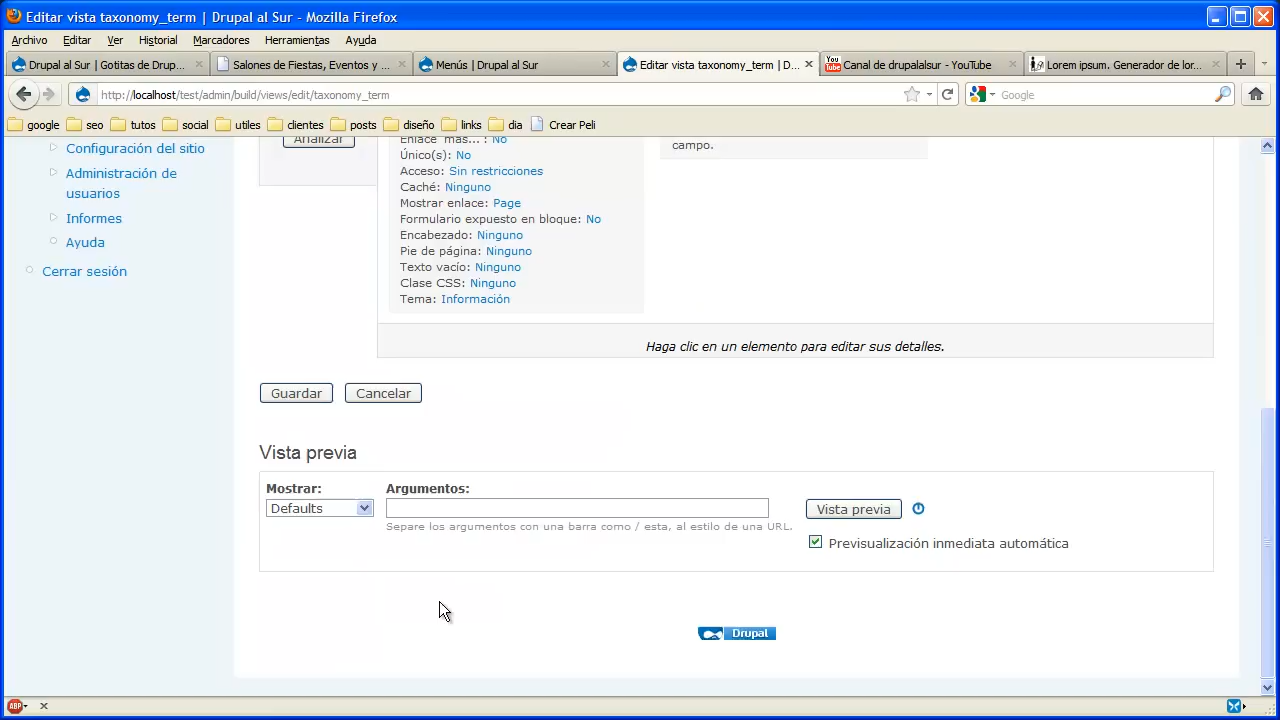 Editar vista taxonomy_term | Drupal al Sur - Mozilla Firefox
Archivo Editar Ver Historial Marcadores Herramientas Ayuda
Drupal al Sur | Gotitas de Drup... Salones de Fiestas, Eventos y ... Menús | Drupal al Sur Editar vista taxonomy_term | D... Canal de drupalalsur - YouTube Lorem ipsum. Generador de lor...
http://localhost/test/admin/build/views/edit/taxonomy_term Google
google seo tutos social utiles clientes posts diseño links dia Crear Peli
Configuración del sitio
Administración de
usuarios
Informes
Ayuda
Cerrar sesión
Analizar
Enlace "más...": No
Único(s): No
Acceso: Sin restricciones
Caché: Ninguno
Mostrar enlace: Page
Formulario expuesto en bloque: No
Encabezado: Ninguno
Pie de página: Ninguno
Texto vacío: Ninguno
Clase CSS: Ninguno
Tema: Información
campo.
Haga clic en un elemento para editar sus detalles.
Guardar Cancelar
Vista previa
Mostrar: Argumentos:
Defaults Vista previa
Separe los argumentos con una barra como / esta, al estilo de una URL.
Previsualización inmediata automática
Drupal
ABP